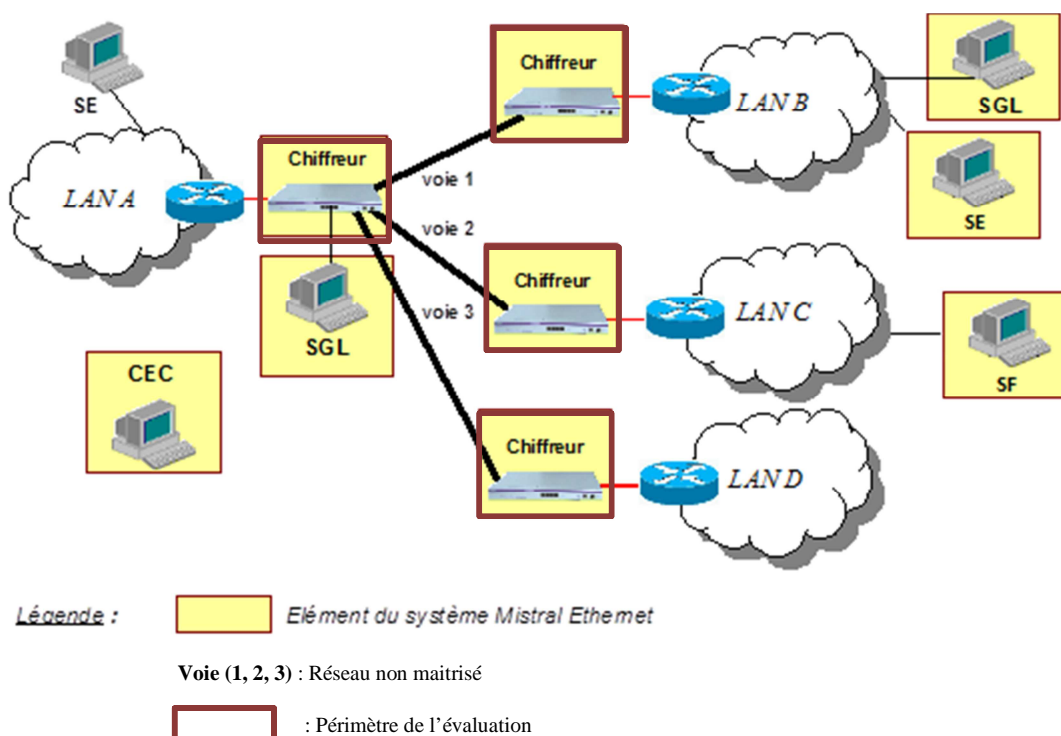 SE
LAN A
Chiffreur
SGL
CEC
voie 1
voie 2
voie 3
Chiffreur
LAN B
SGL
SE
Chiffreur
LAN C
SF
Chiffreur
LAN D
Légende :
Elément du système Mistral Ethernet
Voie (1, 2, 3) : Réseau non maitrisé
: Périmètre de l’évaluation